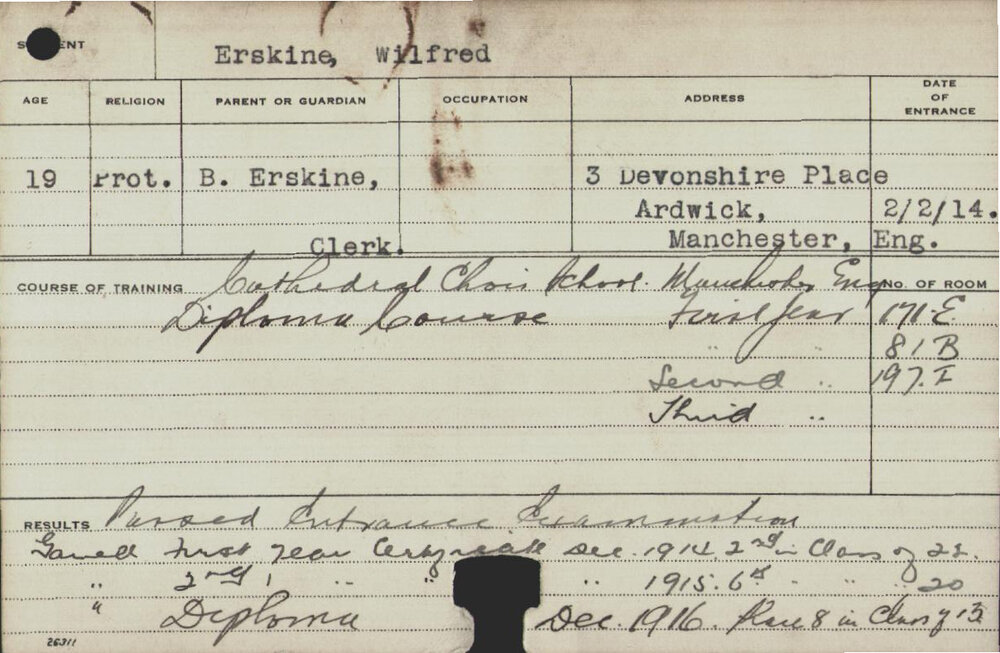 STUDENT Erskine, Wilfred
AGE RELIGION PARENT OR GUARDIAN OCCUPATION ADDRESS DATE OF ENTRANCE
19 Prot. B. Erskine, 3 Devonshire Place
Ardwick, 2/2/14.
Clerk. Manchester, Eng.
COURSE OF TRAINING Cathedral Choir School. Manchester Eng NO. OF ROOM
Diploma Course First Year 171.E
" " 81 B
Second " 197. I
Third "
RESULTS Passed Entrance Examination
Gained First Year Certificate Dec. 1914. 2nd in Class of 22.
" 2nd " " " 1915. 6th " " 20
" Diploma Dec. 1916. Place 8 in Class of 13
26311